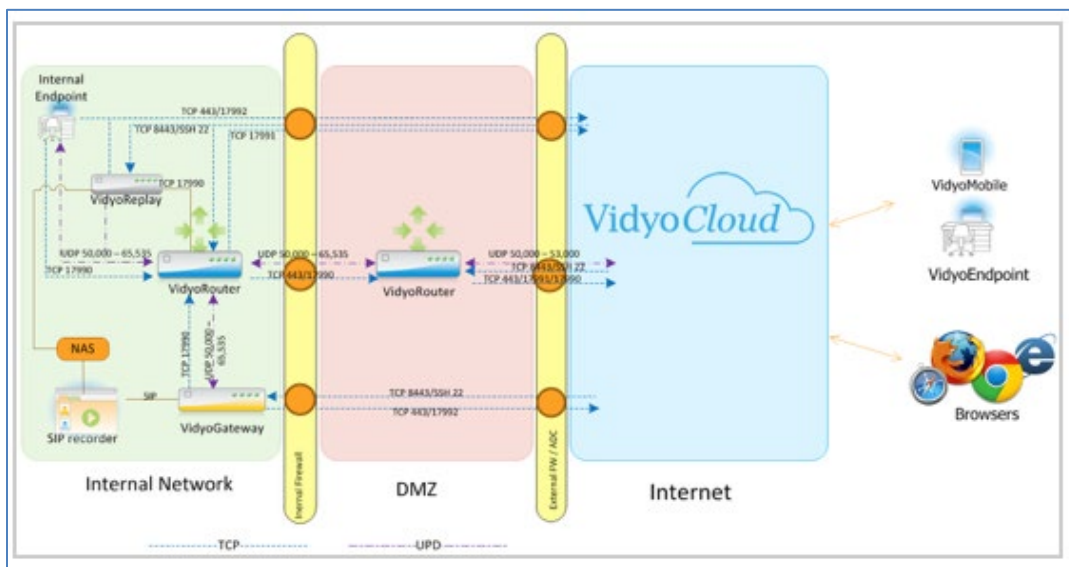 Internal
Endpoint
TCP 443/17992
TCP 8443/SSH 22
TCP 17991
TCP 17990
VidyoReplay
UDP 50,000 – 65,535
TCP 17990
VidyoRouter
UDP 50,000 – 65,535
TCP 443/17990
VidyoRouter
UDP 50,000 – 53,000
TCP 8443/SSH 22
TCP 443/17991/17990
VidyoCloud
VidyoMobile
VidyoEndpoint
Browsers
TCP 17990
UDP 50,000 –
65,535
NAS
SIP
SIP recorder
VidyoGateway
TCP 8443/SSH 22
TCP 443/17992
Inernal Firewall
External FW / ADC
Internal Network
DMZ
Internet
TCP
UPD